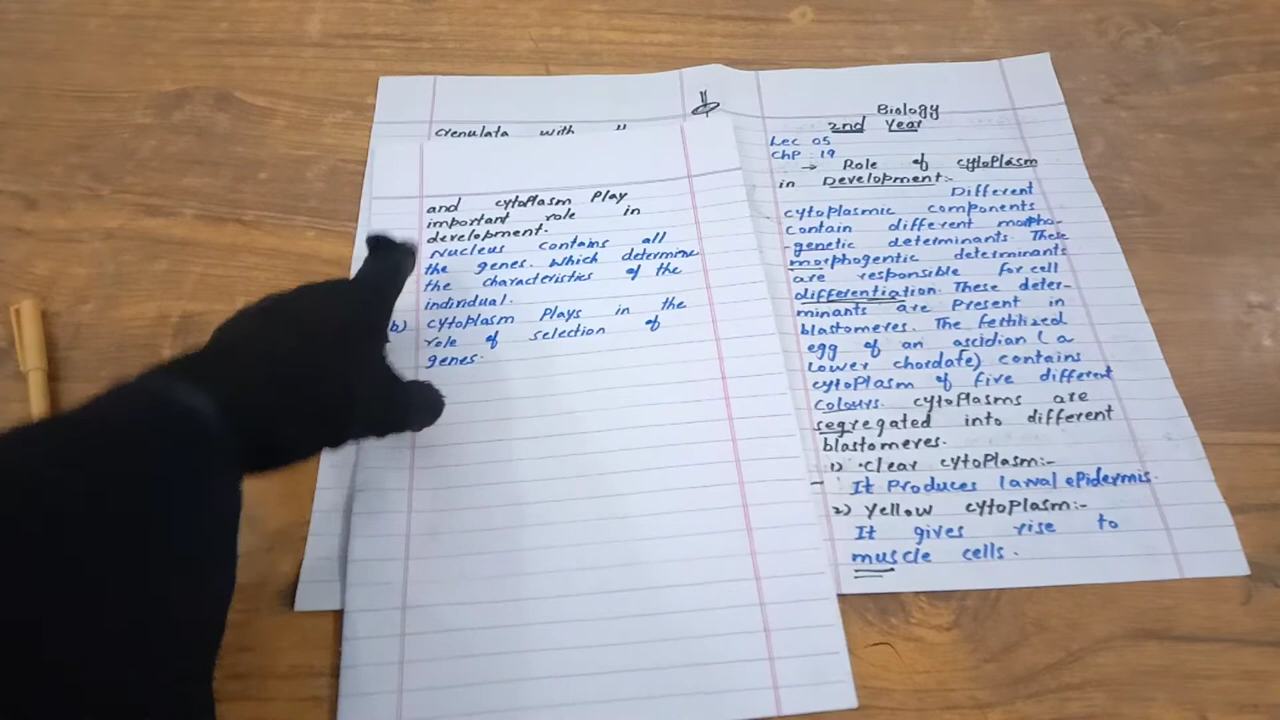 crenulata with "
and cytoplasm Play
important role in
development.
Nucleus contains all
the genes. Which determine
the characteristics of the
individual.
b) cytoplasm Plays in the
role of selection of
genes.
Biology
2nd Year
Lec 05
Chp 19
→ Role of cytoplasm
in Development:-
Different
cytoplasmic components
contain different morpho-
-genetic determinants. These
morphogentic determinants
are responsible for cell
differentiation. These deter-
minants are Present in
blastomeres. The fertilized
egg of an ascidian (a
lower chordate) contains
cytoplasm of five different
colours. cytoplasms are
segregated into different
blastomeres.
1) Clear cytoplasm:-
It Produces larval epidermis.
2) Yellow cytoplasm:-
It gives rise to
muscle cells.